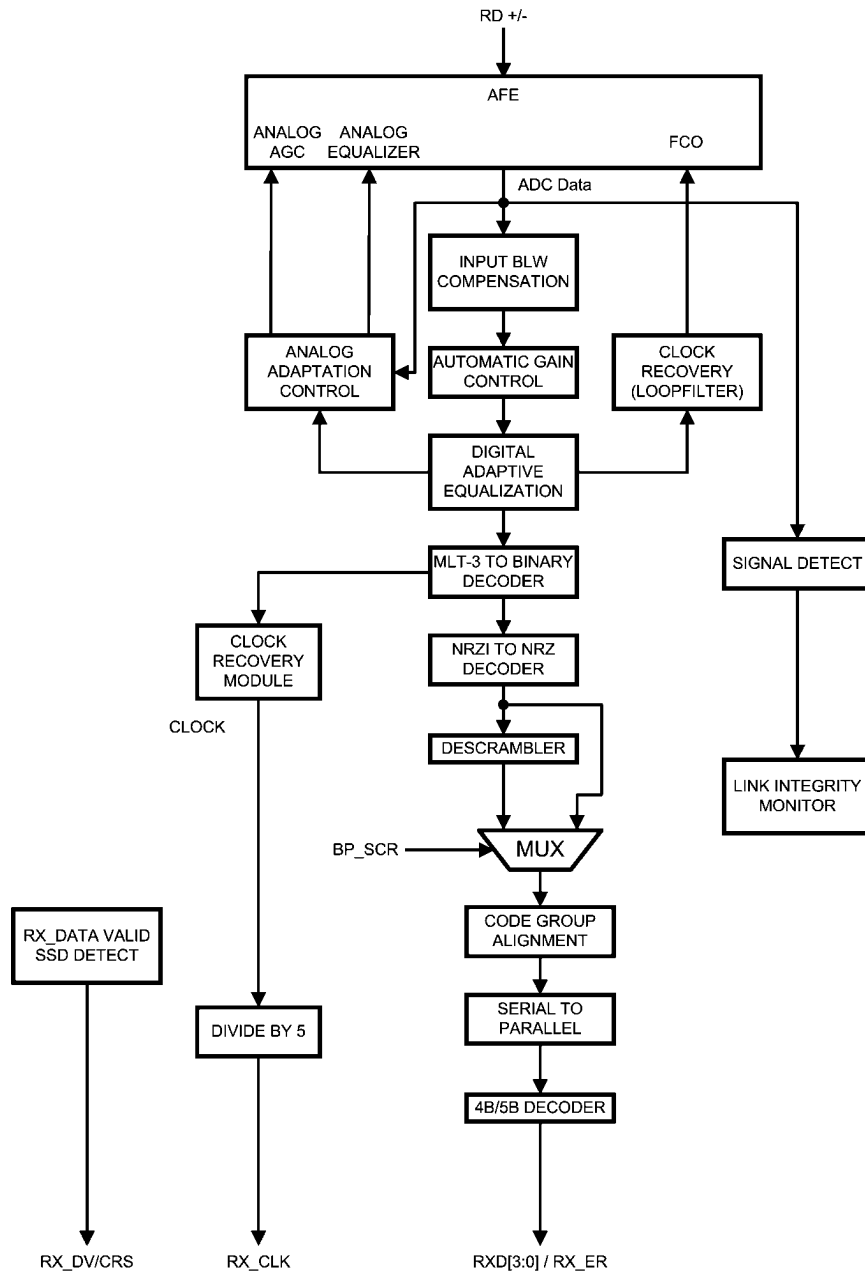 RD +/-
AFE
ANALOG
AGC
ANALOG
EQUALIZER
FCO
ADC Data
INPUT BLW
COMPENSATION
ANALOG
ADAPTATION
CONTROL
AUTOMATIC GAIN
CONTROL
CLOCK
RECOVERY
(LOOPFILTER)
DIGITAL
ADAPTIVE
EQUALIZATION
MLT-3 TO BINARY
DECODER
SIGNAL DETECT
CLOCK
RECOVERY
MODULE
NRZI TO NRZ
DECODER
CLOCK
DESCRAMBLER
LINK INTEGRITY
MONITOR
BP_SCR
MUX
RX_DATA VALID
SSD DETECT
CODE GROUP
ALIGNMENT
DIVIDE BY 5
SERIAL TO
PARALLEL
4B/5B DECODER
RX_DV/CRS
RX_CLK
RXD[3:0] / RX_ER